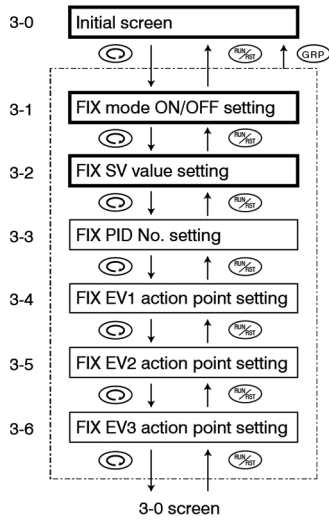 3-0 Initial screen
RUN/RST GRP
3-1 FIX mode ON/OFF setting
RUN/RST
3-2 FIX SV value setting
RUN/RST
3-3 FIX PID No. setting
RUN/RST
3-4 FIX EV1 action point setting
RUN/RST
3-5 FIX EV2 action point setting
RUN/RST
3-6 FIX EV3 action point setting
RUN/RST
3-0 screen